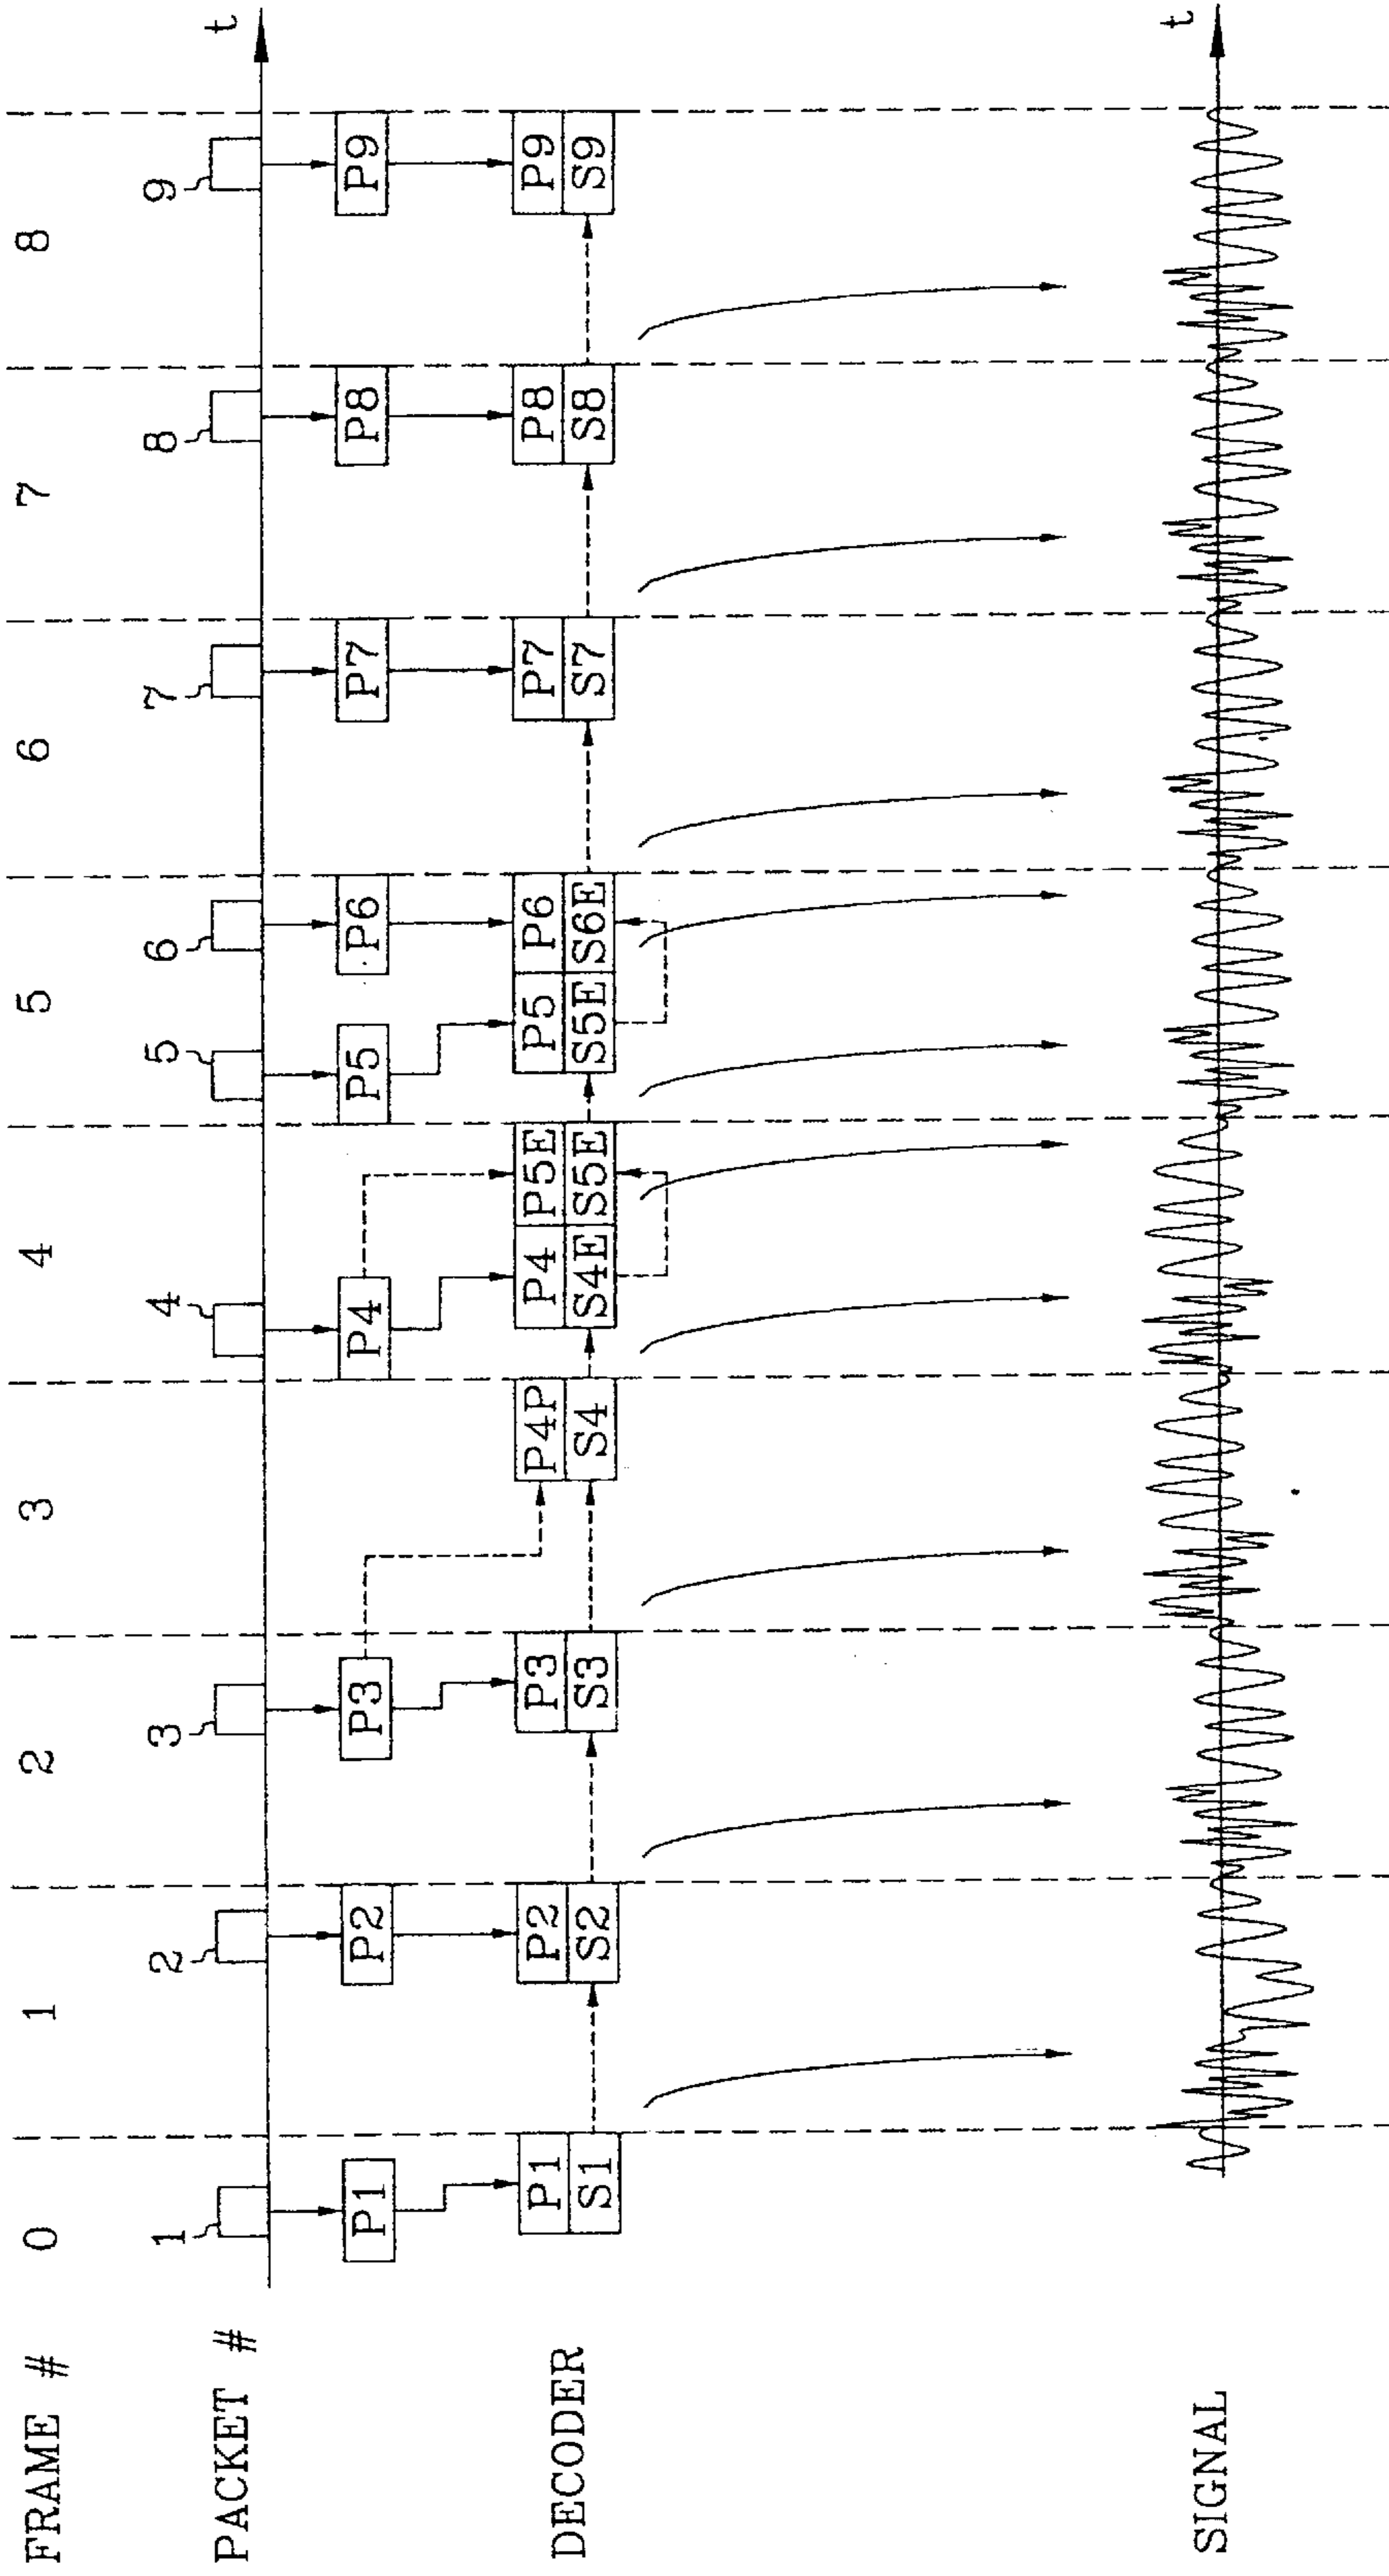 FRAME # 0 1 2 3 4 5 6 7 8
PACKET # 1 2 3 4 5 6 7 8 9 t
P1 P2 P3 P4 P5 P6 P7 P8 P9
DECODER
P1 P2 P3 P4P P4 P5E P5 P6 P7 P8 P9
S1 S2 S3 S4 S4E S5E S5E S6E S7 S8 S9
SIGNAL t